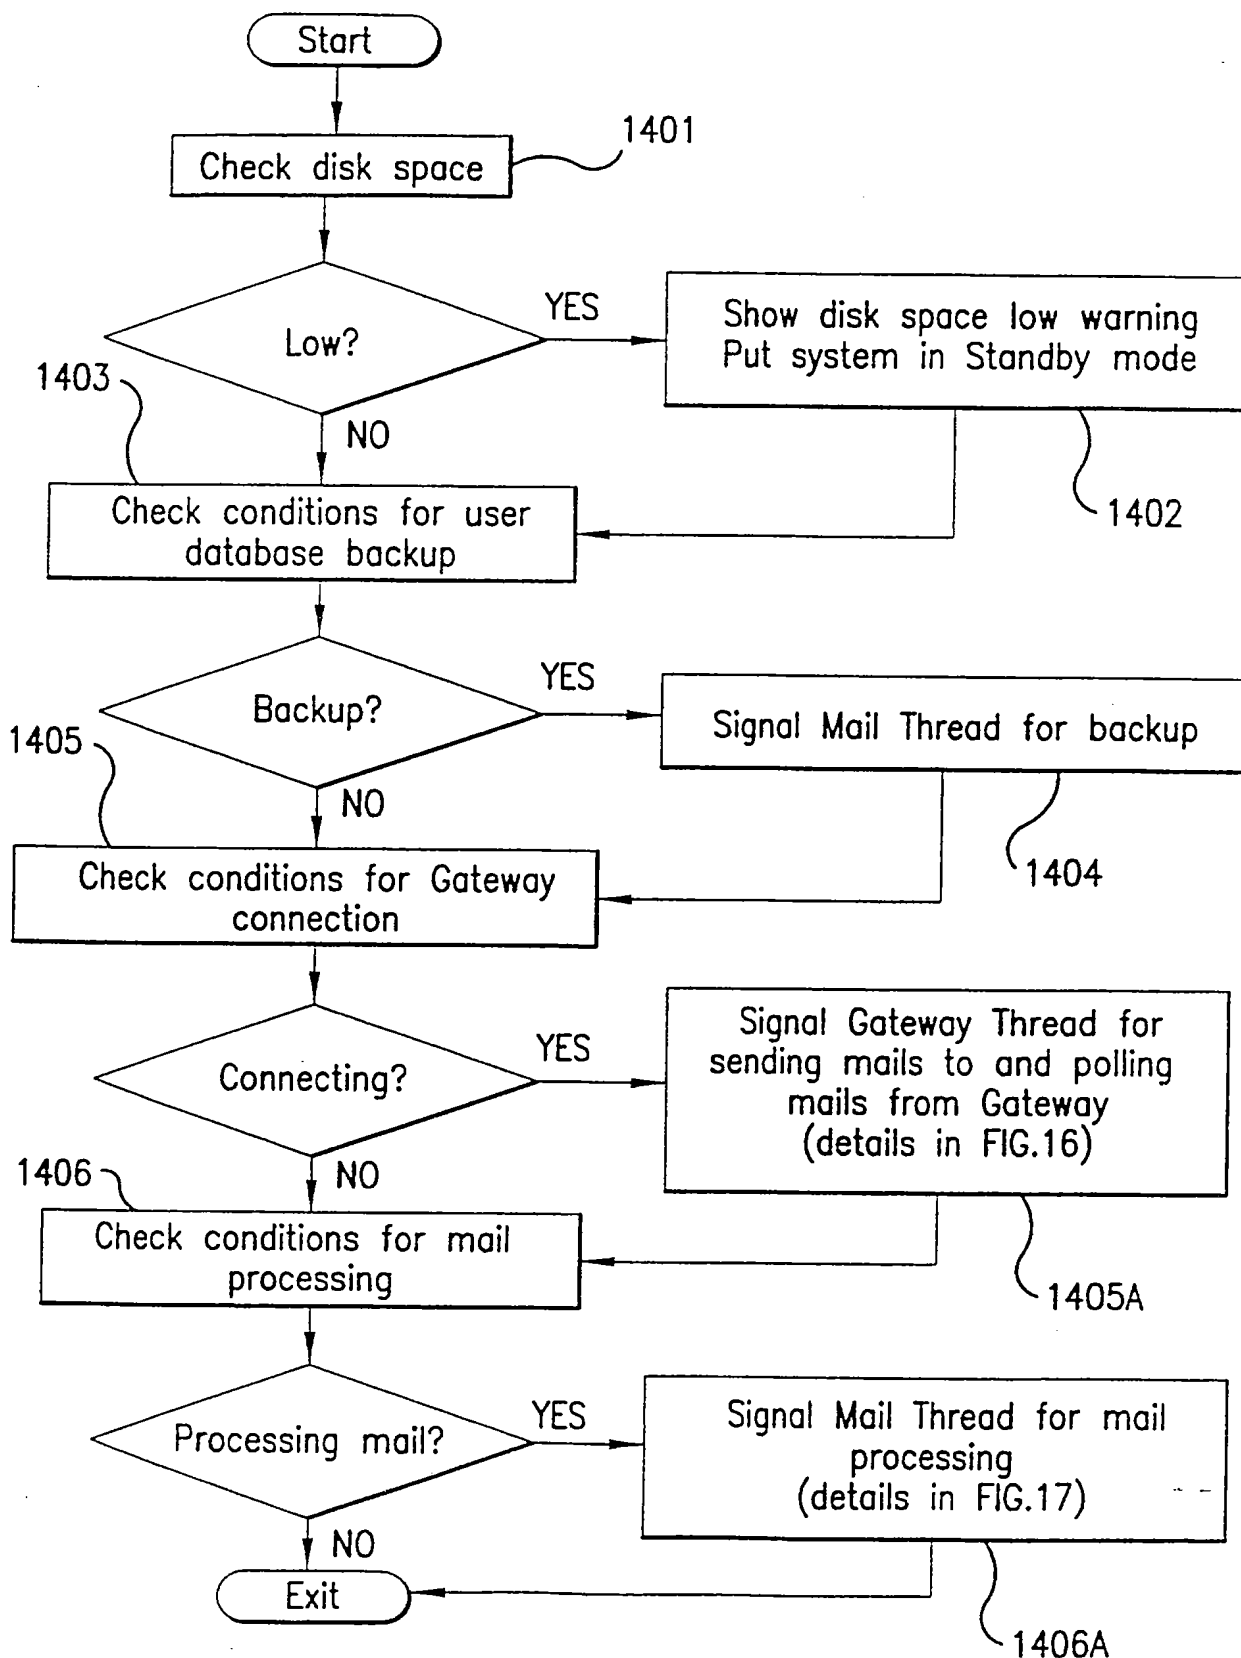 Start
1401
Check disk space
YES
Low?
Show disk space low warning
Put system in Standby mode
1403
NO
1402
Check conditions for user
database backup
YES
Backup?
Signal Mail Thread for backup
1405
NO
1404
Check conditions for Gateway
connection
YES
Connecting?
Signal Gateway Thread for
sending mails to and polling
mails from Gateway
(details in FIG.16)
1406
NO
Check conditions for mail
processing
1405A
YES
Processing mail?
Signal Mail Thread for mail
processing
(details in FIG.17)
NO
Exit
1406A